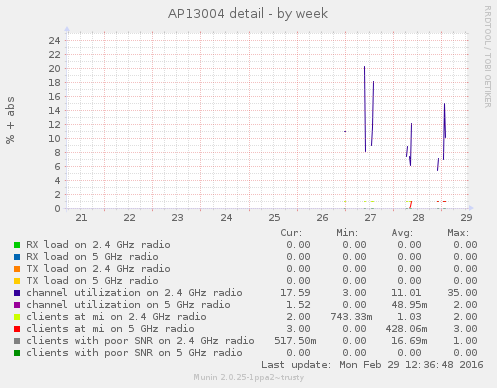 AP13004 detail - by week
RRDTOOL / TOBI OETIKER
% + abs
24
22
20
18
16
14
12
10
8
6
4
2
0
21 22 23 24 25 26 27 28 29
Cur: Min: Avg: Max:
RX load on 2.4 GHz radio 0.00 0.00 0.00 0.00
RX load on 5 GHz radio 0.00 0.00 0.00 0.00
TX load on 2.4 GHz radio 0.00 0.00 0.00 0.00
TX load on 5 GHz radio 0.00 0.00 0.00 0.00
channel utilization on 2.4 GHz radio 17.59 3.00 11.01 35.00
channel utilization on 5 GHz radio 1.52 0.00 48.95m 2.00
clients at mi on 2.4 GHz radio 2.00 743.33m 1.03 2.00
clients at mi on 5 GHz radio 3.00 0.00 428.06m 3.00
clients with poor SNR on 2.4 GHz radio 517.50m 0.00 16.69m 1.00
clients with poor SNR on 5 GHz radio 0.00 0.00 0.00 0.00
Last update: Mon Feb 29 12:36:48 2016
Munin 2.0.25-1ppa2~trusty